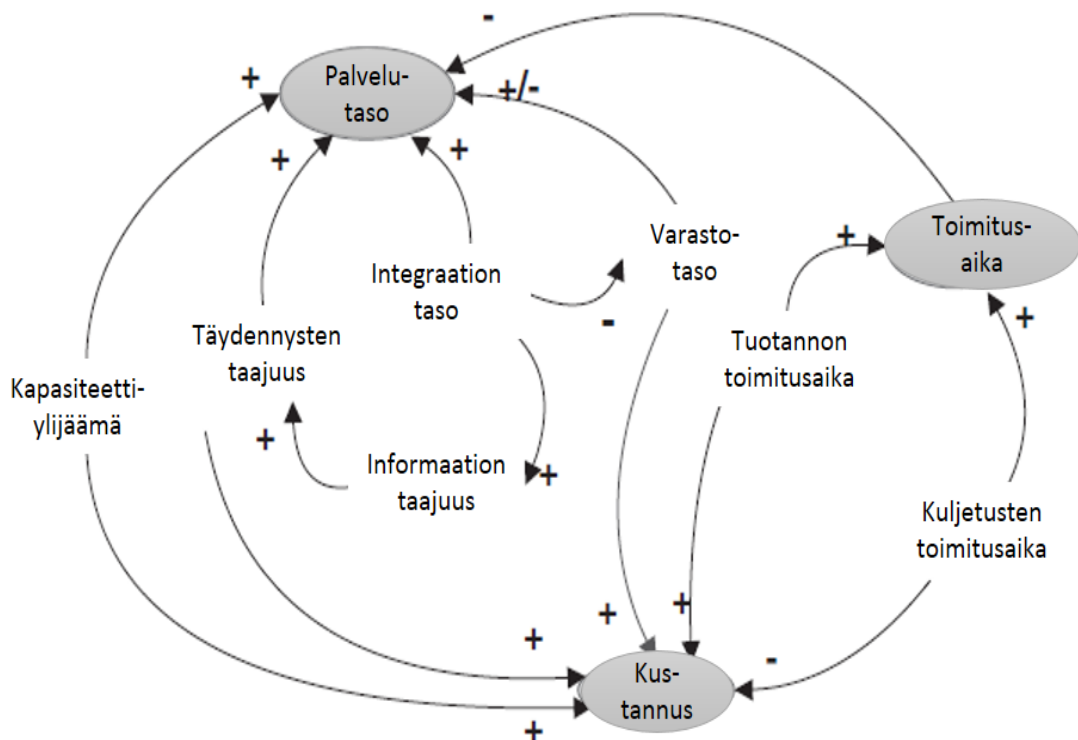 -
+
Palvelu-
taso
+/-
+
+
Varasto-
taso
+
Toimitus-
aika
Integraation
taso
-
+
Täydennysten
taajuus
Tuotannon
toimitusaika
Kapasiteetti-
ylijäämä
+
Informaation
taajuus
+
Kuljetusten
toimitusaika
+
+
+
-
Kus-
tannus
+